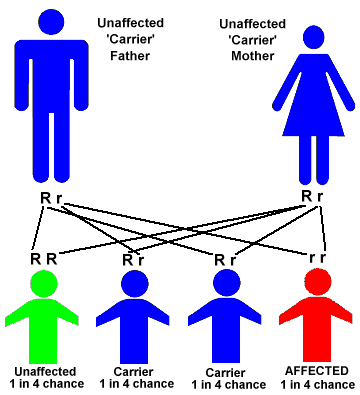 Unaffected
'Carrier'
Father
Unaffected
'Carrier'
Mother
R r
R r
R R
R r
R r
r r
Unaffected
1 in 4 chance
Carrier
1 in 4 chance
Carrier
1 in 4 chance
AFFECTED
1 in 4 chance